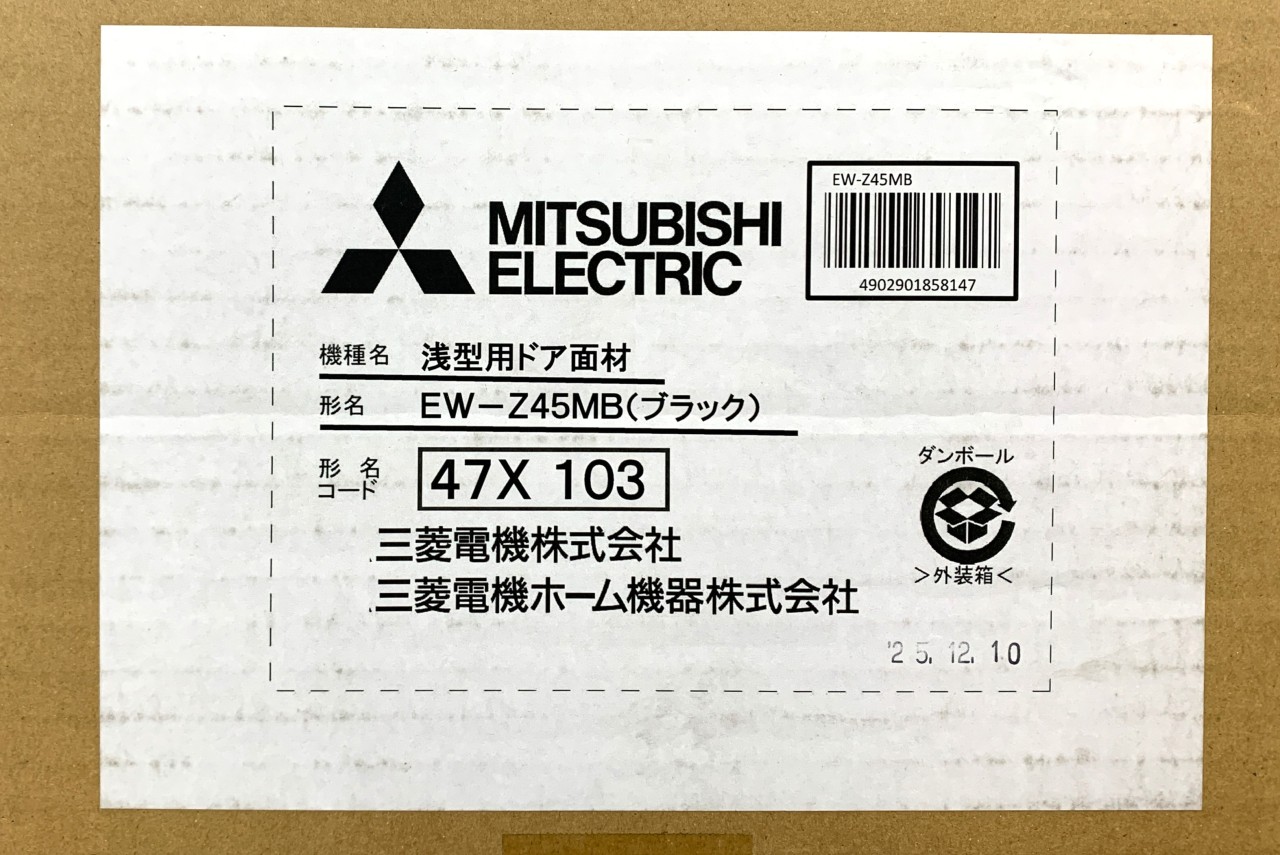 MITSUBISHI
ELECTRIC
EW-Z45MB
4902901858147
機種名 浅型用ドア面材
形名 EW-Z45MB(ブラック)
形名コード 47X 103
三菱電機株式会社
三菱電機ホーム機器株式会社
ダンボール
>外装箱<
'25.12.10